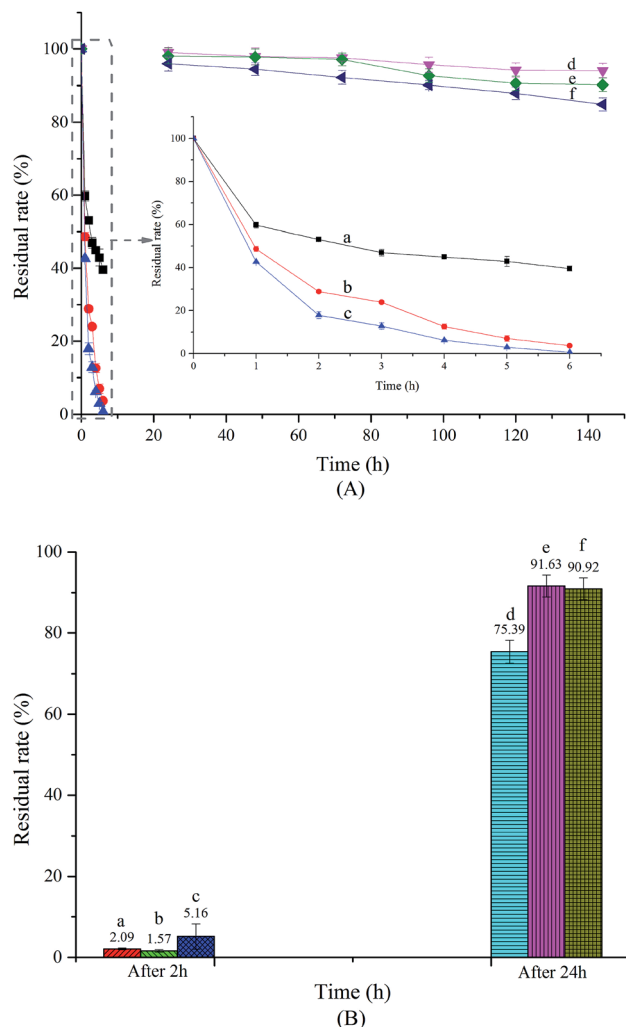 Residual rate (%)
100
80
60
40
20
0
d
e
f
Residual rate (%)
100
80
60
40
20
0
a
b
c
0 1 2 3 4 5 6
Time (h)
0 20 40 60 80 100 120 140
Time (h)
(A)
Residual rate (%)
100
80
60
40
20
0
a
2.09
b
1.57
c
5.16
d
75.39
e
91.63
f
90.92
After 2h After 24h
Time (h)
(B)